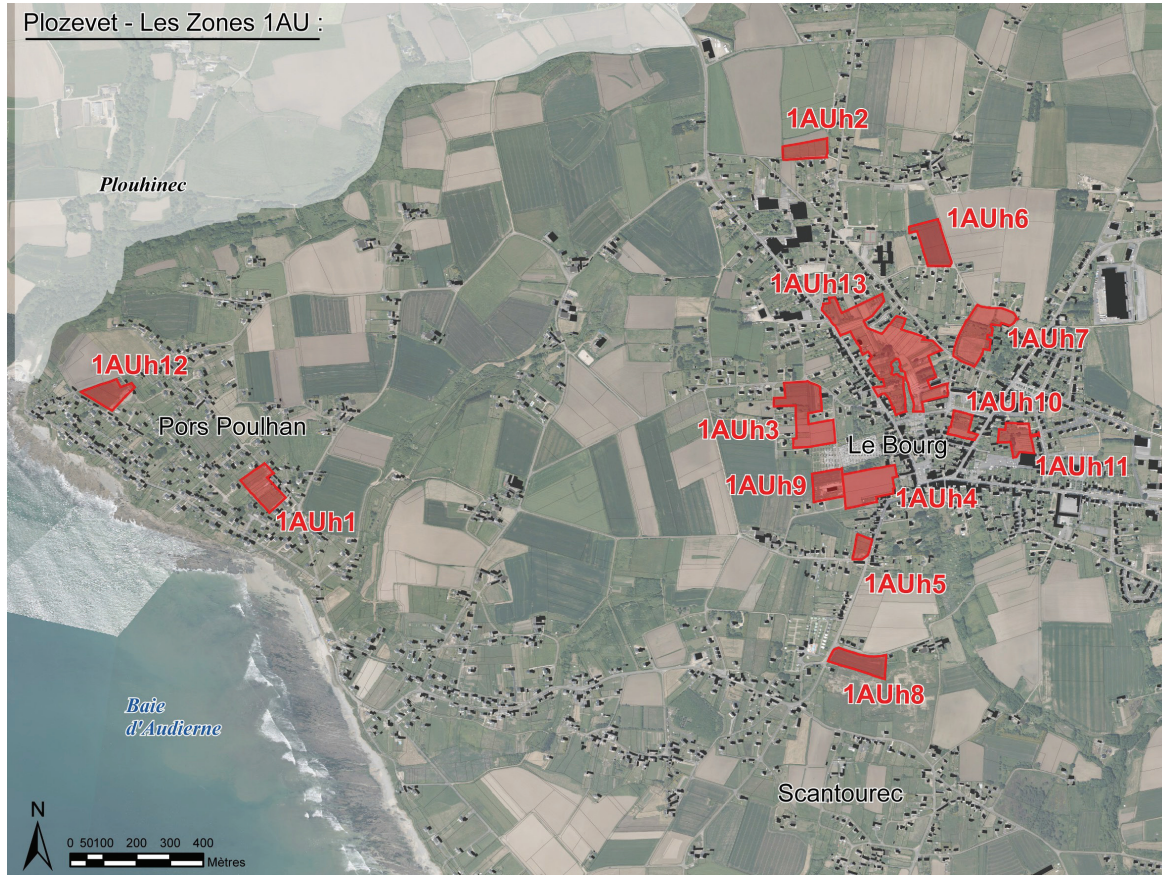 Plozevet - Les Zones 1AU :
1AUh2
Plouhinec
1AUh6
1AUh13
1AUh7
1AUh12
1AUh10
Pors Poulhan
1AUh3
Le Bourg
1AUh11
1AUh9
1AUh4
1AUh1
1AUh5
1AUh8
Baie
d'Audierne
Scantourec
N
0 50100 200 300 400
Mètres